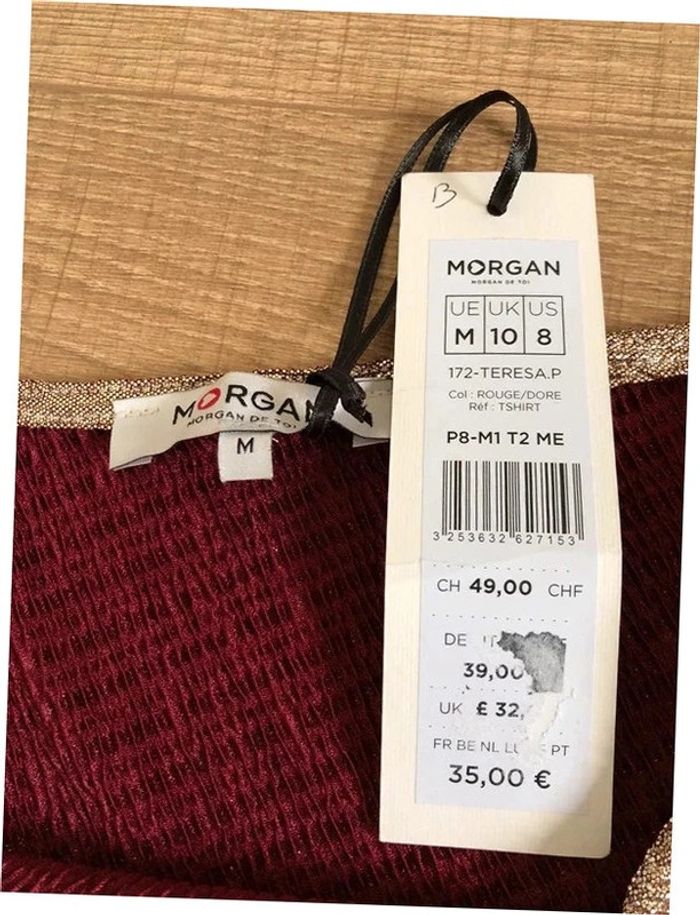 B
MORGAN
MORGAN DE TOI
UE UK US
M 10 8
172-TERESA.P
Col : ROUGE/DORE
Réf : TSHIRT
P8-M1 T2 ME
3 253632 627153
CH 49,00 CHF
DE
39,00
UK £ 32,
FR BE NL PT
35,00 €
MORGAN
MORGAN DE TOI
M